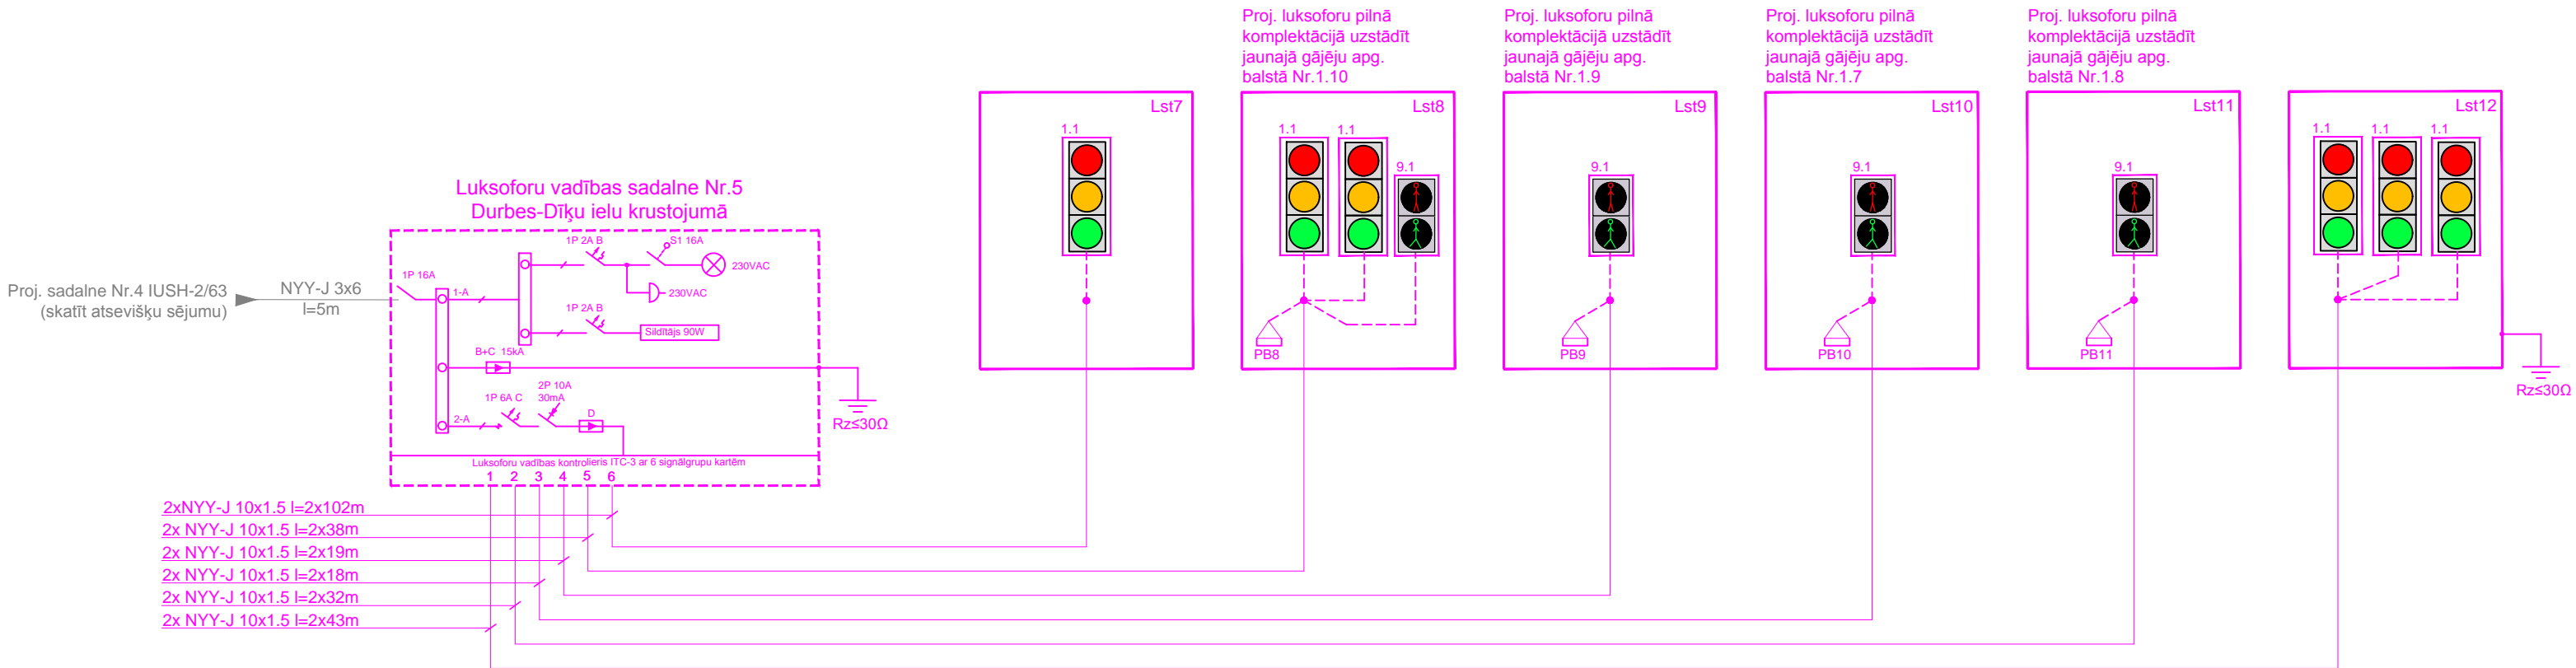 Proj. luksoforu pilnā
komplektācijā uzstādīt
jaunajā gājēju apg.
balstā Nr.1.10
Proj. luksoforu pilnā
komplektācijā uzstādīt
jaunajā gājēju apg.
balstā Nr.1.9
Proj. luksoforu pilnā
komplektācijā uzstādīt
jaunajā gājēju apg.
balstā Nr.1.7
Proj. luksoforu pilnā
komplektācijā uzstādīt
jaunajā gājēju apg.
balstā Nr.1.8
Lst7
1.1
Lst8
1.1
1.1
9.1
PB8
Lst9
9.1
PB9
Lst10
9.1
PB10
Lst11
9.1
PB11
Lst12
1.1
1.1
1.1
Rz≤30Ω
Luksoforu vadības sadalne Nr.5
Durbes-Dīķu ielu krustojumā
Proj. sadalne Nr.4 IUSH-2/63
(skatīt atsevišķu sējumu)
NYY-J 3x6
l=5m
1P 16A
1-A
1P 2A B
S1 16A
230VAC
230VAC
1P 2A B
Sildītājs 90W
B+C 15kA
2-A
1P 6A C
2P 10A
30mA
D
Rz≤30Ω
Luksoforu vadības kontrolieris ITC-3 ar 6 signālgrupu kartēm
1 2 3 4 5 6
2xNYY-J 10x1.5 l=2x102m
2x NYY-J 10x1.5 l=2x38m
2x NYY-J 10x1.5 l=2x19m
2x NYY-J 10x1.5 l=2x18m
2x NYY-J 10x1.5 l=2x32m
2x NYY-J 10x1.5 l=2x43m